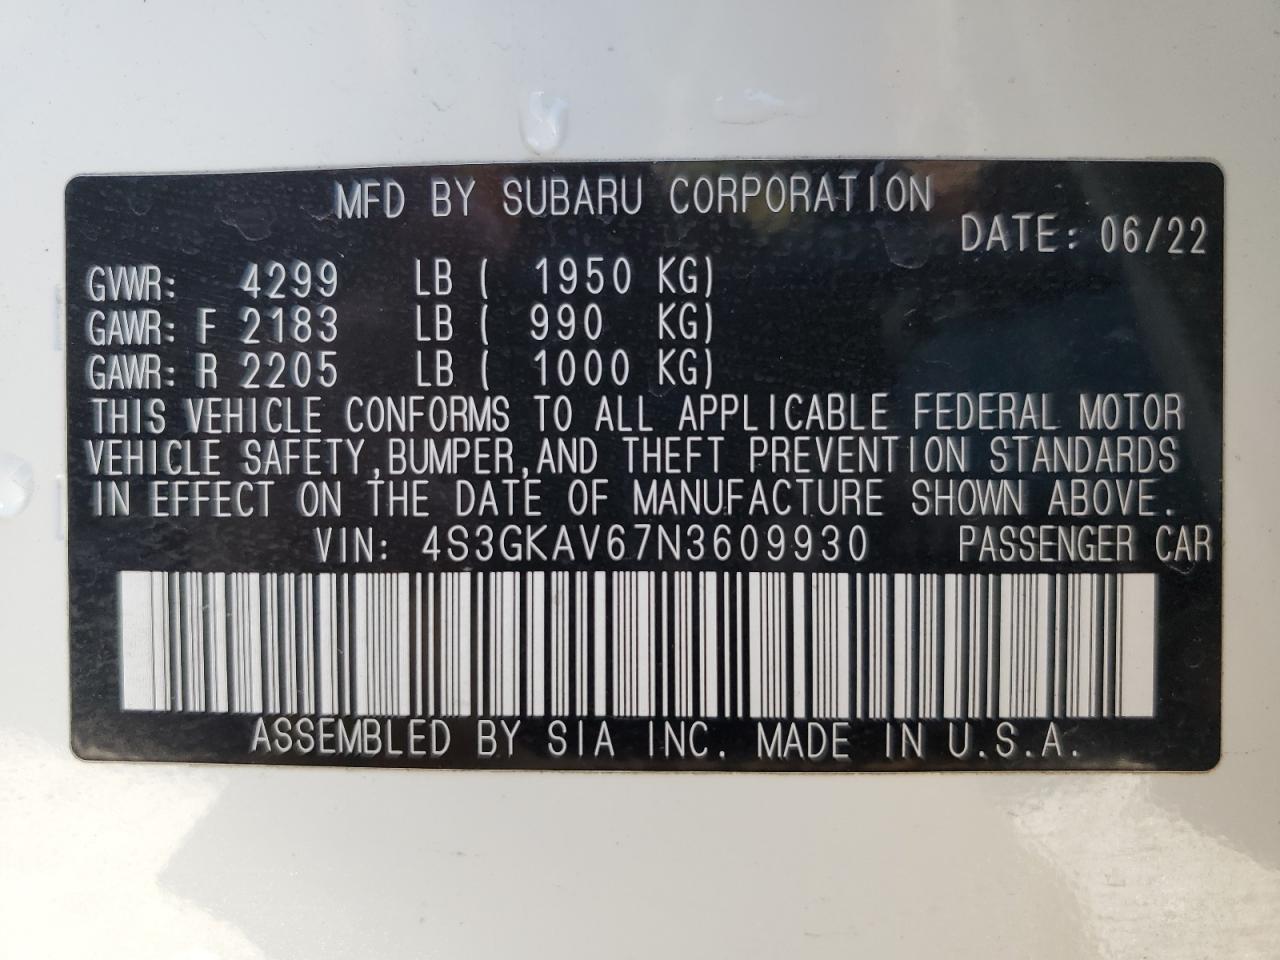 MFD BY SUBARU CORPORATION
DATE: 06/22
GVWR: 4299 LB ( 1950 KG)
GAWR: F 2183 LB ( 990 KG)
GAWR: R 2205 LB ( 1000 KG)
THIS VEHICLE CONFORMS TO ALL APPLICABLE FEDERAL MOTOR
VEHICLE SAFETY,BUMPER,AND THEFT PREVENTION STANDARDS
IN EFFECT ON THE DATE OF MANUFACTURE SHOWN ABOVE.
VIN: 4S3GKAV67N3609930 PASSENGER CAR
ASSEMBLED BY SIA INC. MADE IN U.S.A.